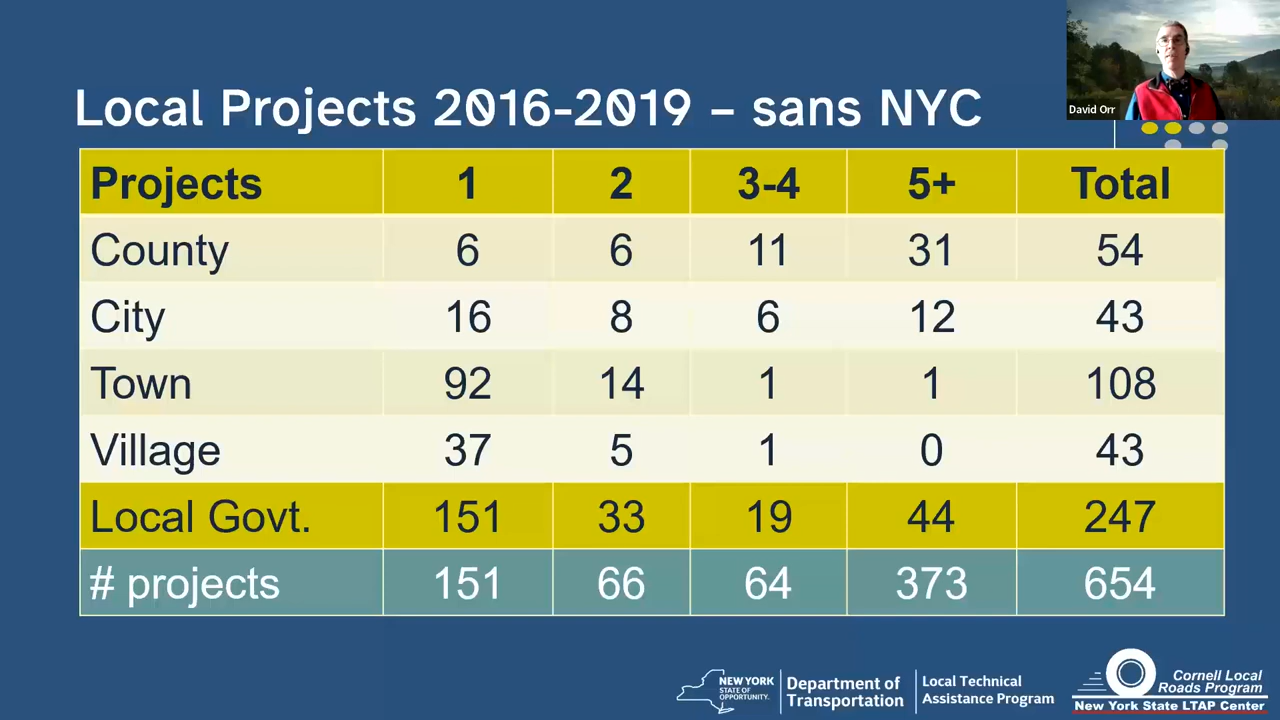 David Orr
Local Projects 2016-2019 – sans NYC
Projects 1 2 3-4 5+ Total
County 6 6 11 31 54
City 16 8 6 12 43
Town 92 14 1 1 108
Village 37 5 1 0 43
Local Govt. 151 33 19 44 247
# projects 151 66 64 373 654
NEW YORK
STATE OF
OPPORTUNITY.
Department of
Transportation
Local Technical
Assistance Program
Cornell Local
Roads Program
New York State LTAP Center